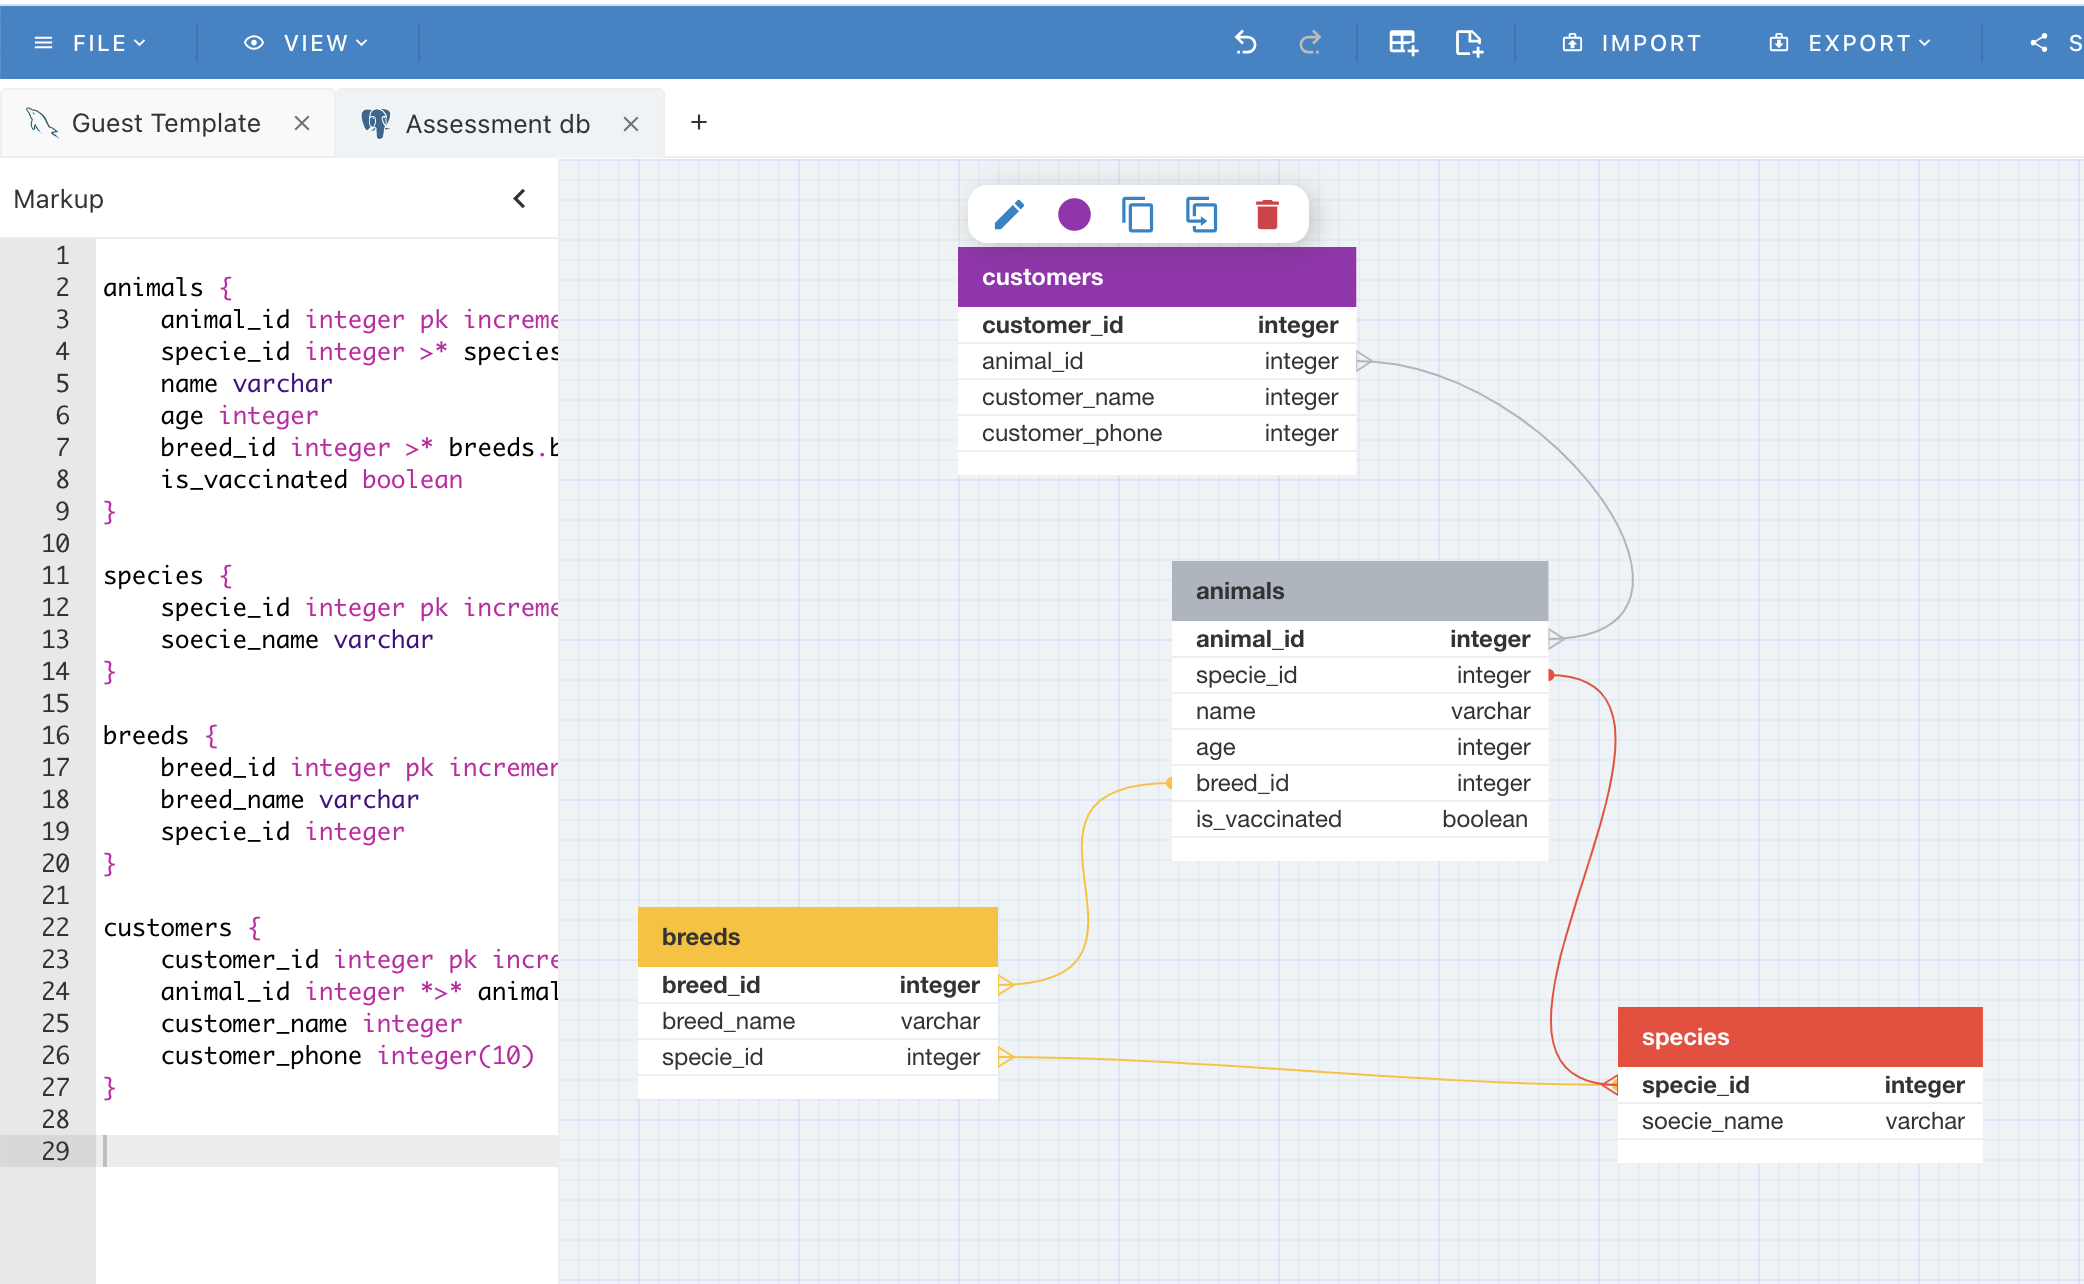 FILE VIEW IMPORT EXPORT S
Guest Template Assessment db +
Markup
1
2 animals {
3 animal_id integer pk increme
4 specie_id integer >* species
5 name varchar
6 age integer
7 breed_id integer >* breeds.b
8 is_vaccinated boolean
9 }
10
11 species {
12 specie_id integer pk increme
13 soecie_name varchar
14 }
15
16 breeds {
17 breed_id integer pk incremen
18 breed_name varchar
19 specie_id integer
20 }
21
22 customers {
23 customer_id integer pk incre
24 animal_id integer *>* animal
25 customer_name integer
26 customer_phone integer(10)
27 }
28
29
customers
customer_id integer
animal_id integer
customer_name integer
customer_phone integer
animals
animal_id integer
specie_id integer
name varchar
age integer
breed_id integer
is_vaccinated boolean
breeds
breed_id integer
breed_name varchar
specie_id integer
species
specie_id integer
soecie_name varchar